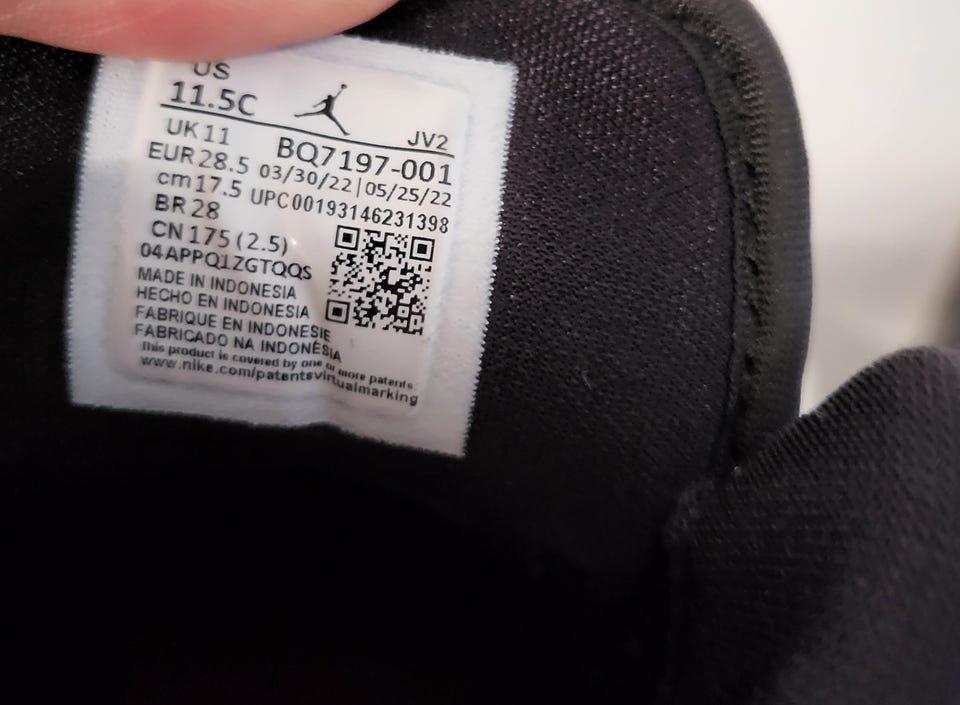 US
11.5C
JV2
UK 11
BQ7197-001
EUR 28.5
03/30/22 | 05/25/22
cm 17.5
UPC00193146231398
BR 28
CN 175 (2.5)
04APPQ1ZGTQQS
MADE IN INDONESIA
HECHO EN INDONESIA
FABRIQUE EN INDONESIE
FABRICADO NA INDONÉSIA
this product is covered by one or more patents:
www.nike.com/patentsvirtualmarking